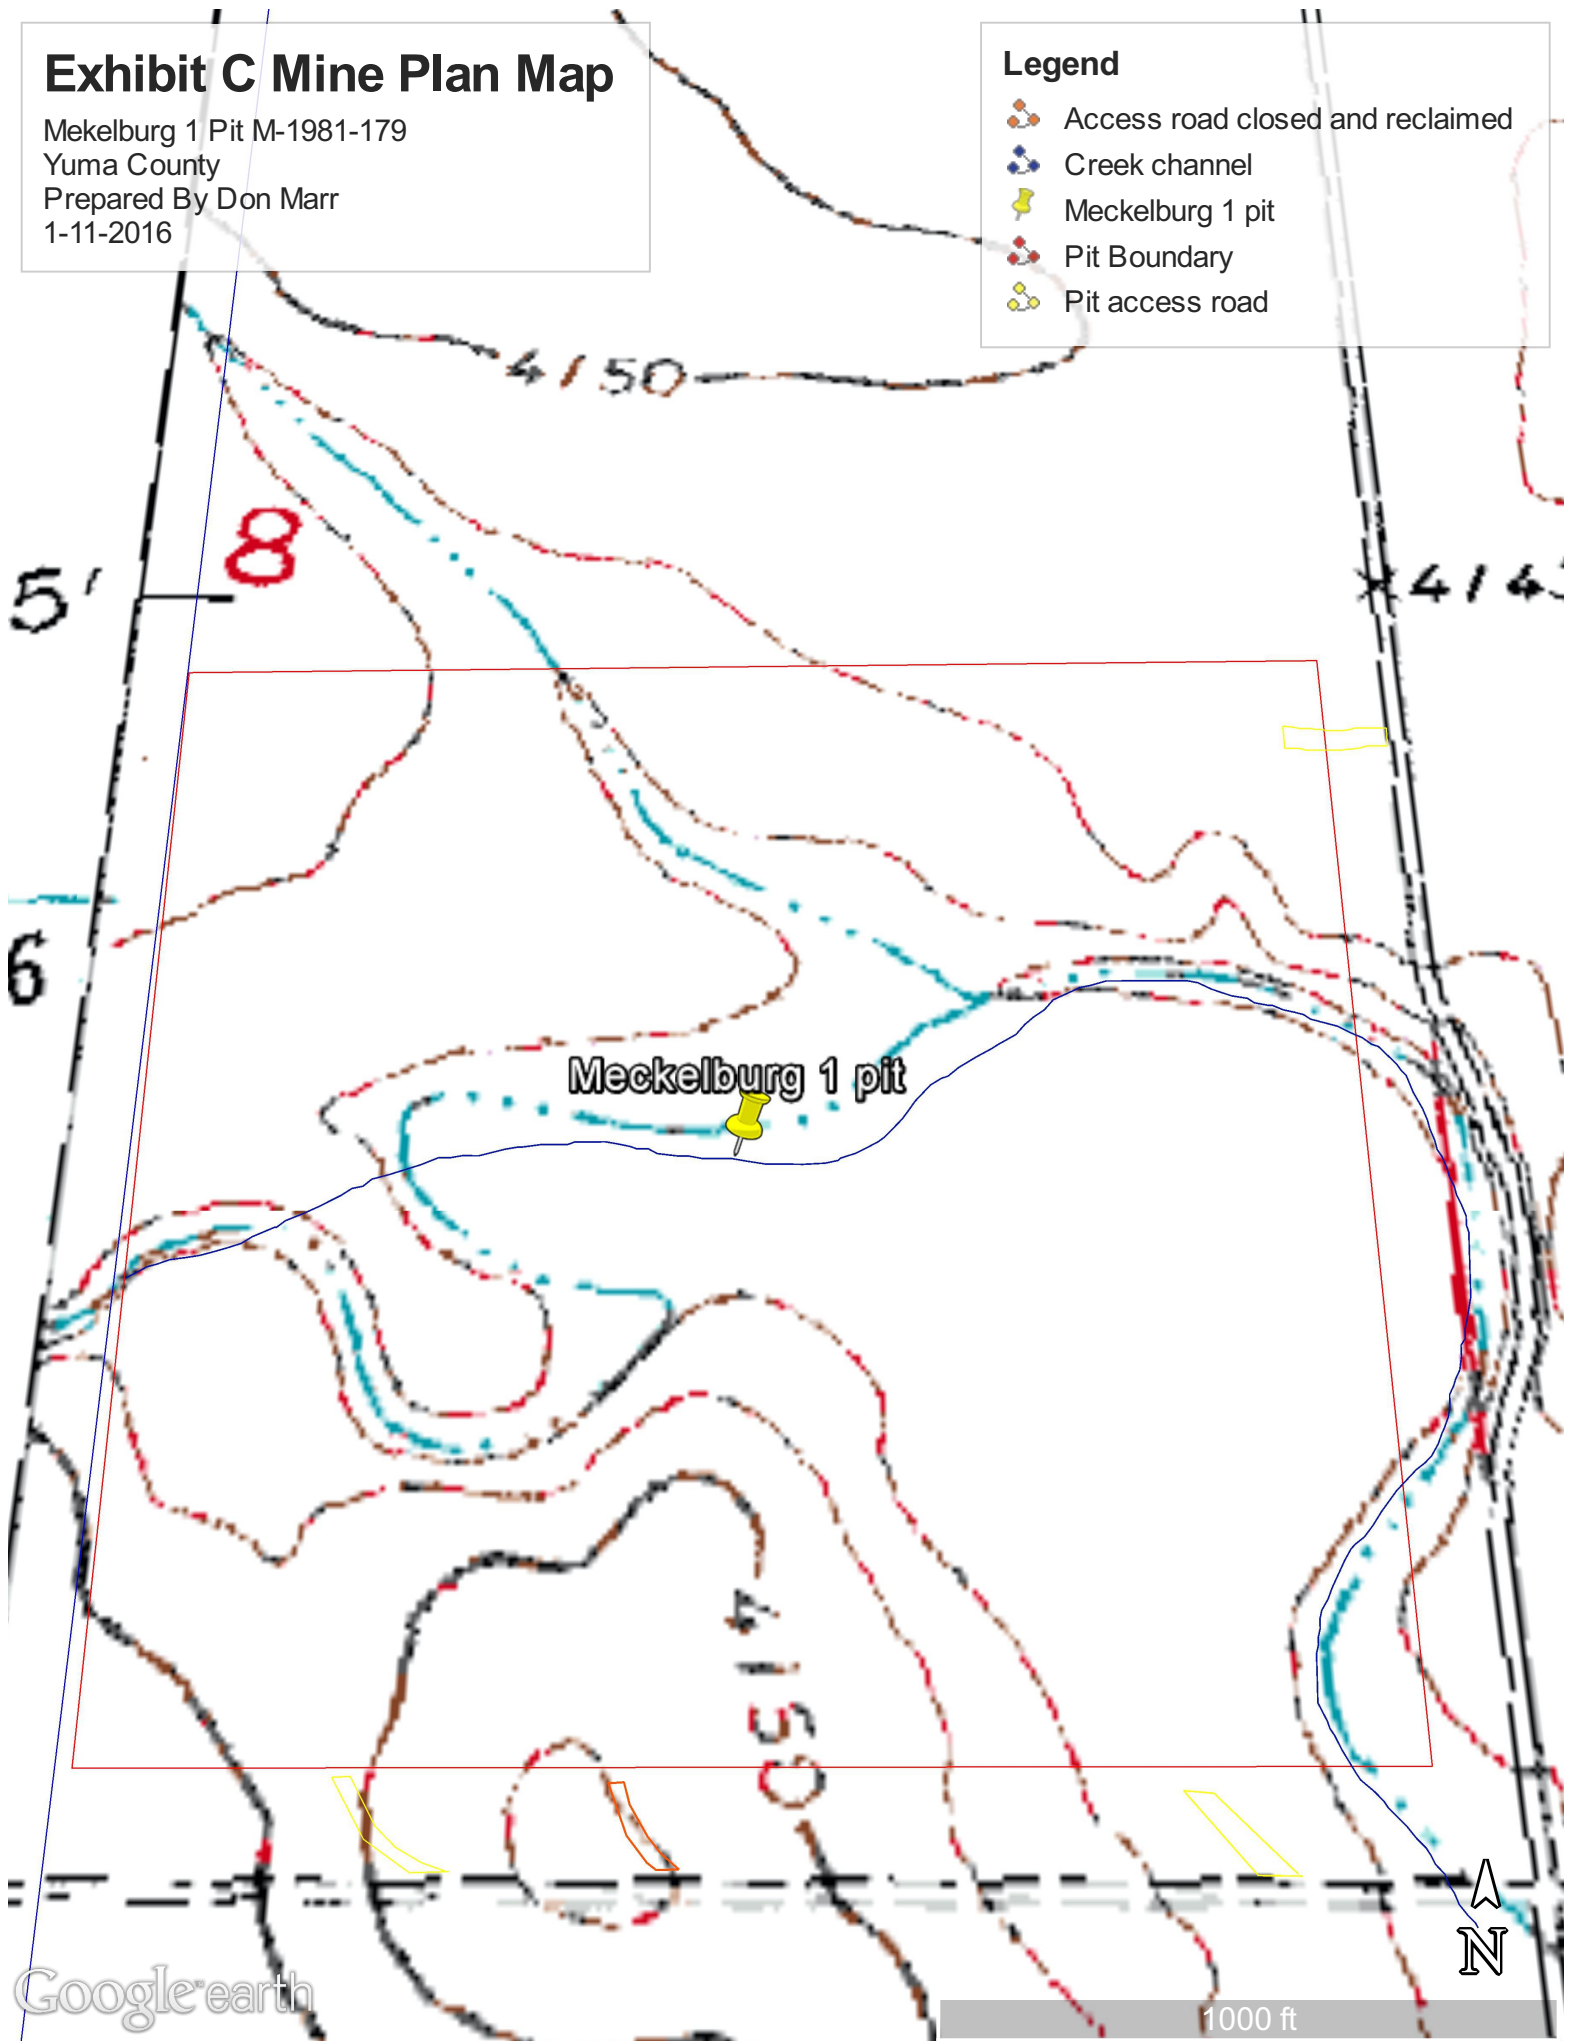 Exhibit C Mine Plan Map
Mekelburg 1 Pit M-1981-179
Yuma County
Prepared By Don Marr
1-11-2016
Legend
Access road closed and reclaimed
Creek channel
Meckelburg 1 pit
Pit Boundary
Pit access road
4150
8
5'
6
Meckelburg 1 pit
4150
N
Google earth
1000 ft